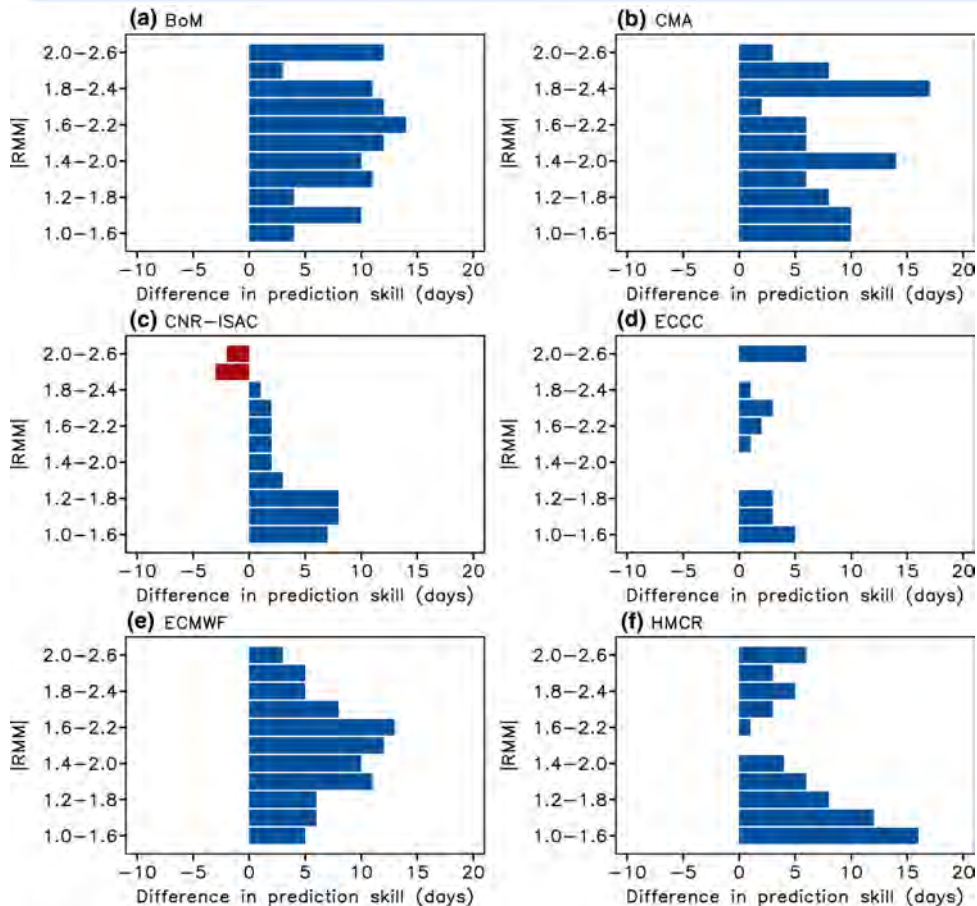 (a) BoM
(b) CMA
|RMM|
2.0−2.6
1.8−2.4
1.6−2.2
1.4−2.0
1.2−1.8
1.0−1.6
−10 −5 0 5 10 15 20
Difference in prediction skill (days)
|RMM|
2.0−2.6
1.8−2.4
1.6−2.2
1.4−2.0
1.2−1.8
1.0−1.6
−10 −5 0 5 10 15 20
Difference in prediction skill (days)
(c) CNR−ISAC
(d) ECCC
|RMM|
2.0−2.6
1.8−2.4
1.6−2.2
1.4−2.0
1.2−1.8
1.0−1.6
−10 −5 0 5 10 15 20
Difference in prediction skill (days)
|RMM|
2.0−2.6
1.8−2.4
1.6−2.2
1.4−2.0
1.2−1.8
1.0−1.6
−10 −5 0 5 10 15 20
Difference in prediction skill (days)
(e) ECMWF
(f) HMCR
|RMM|
2.0−2.6
1.8−2.4
1.6−2.2
1.4−2.0
1.2−1.8
1.0−1.6
−10 −5 0 5 10 15 20
Difference in prediction skill (days)
|RMM|
2.0−2.6
1.8−2.4
1.6−2.2
1.4−2.0
1.2−1.8
1.0−1.6
−10 −5 0 5 10 15 20
Difference in prediction skill (days)